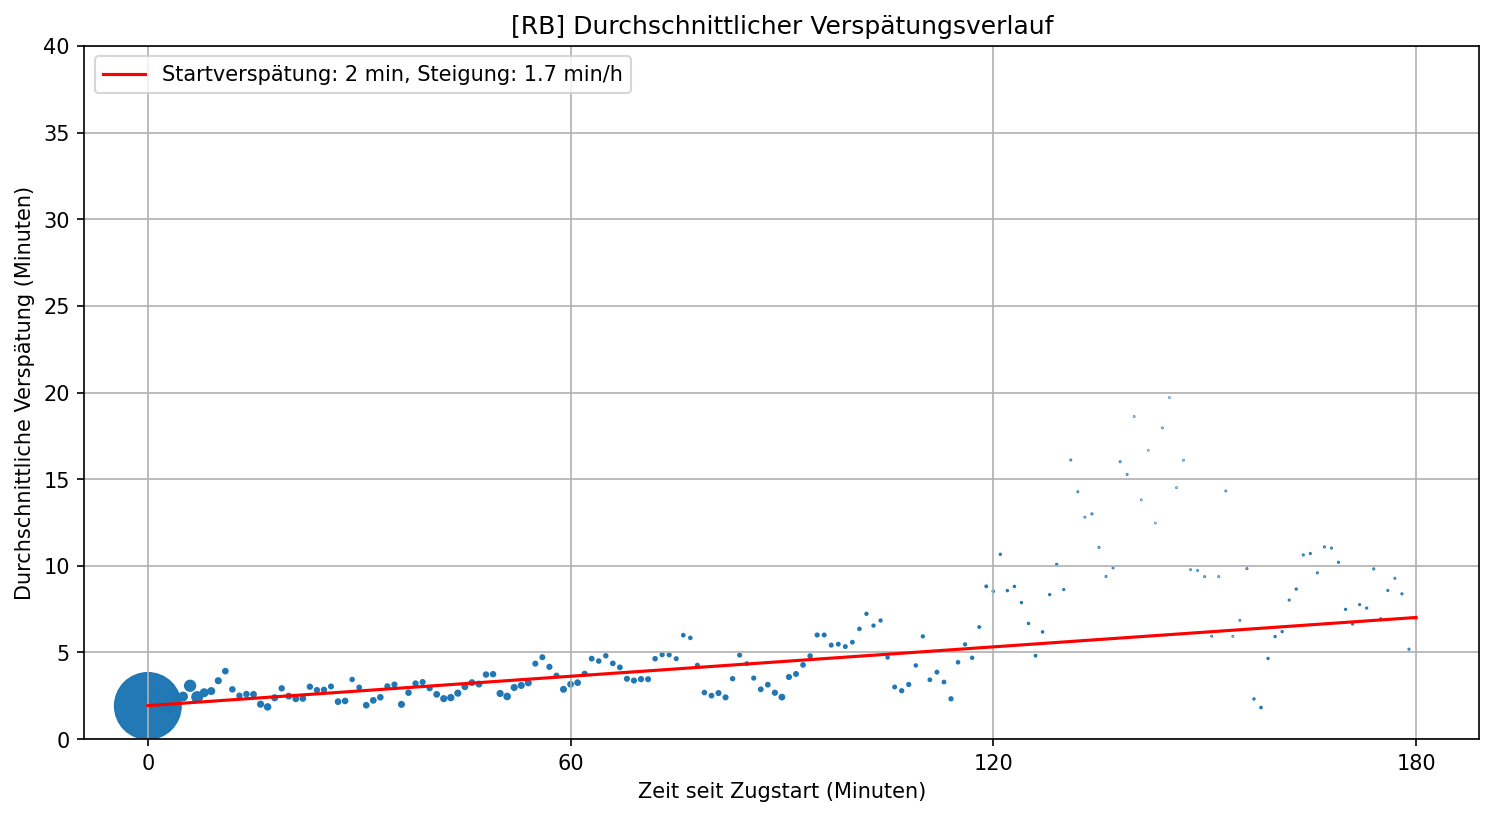 [RB] Durchschnittlicher Verspätungsverlauf
Startverspätung: 2 min, Steigung: 1.7 min/h
Durchschnittliche Verspätung (Minuten)
40
35
30
25
20
15
10
5
0
0 60 120 180
Zeit seit Zugstart (Minuten)